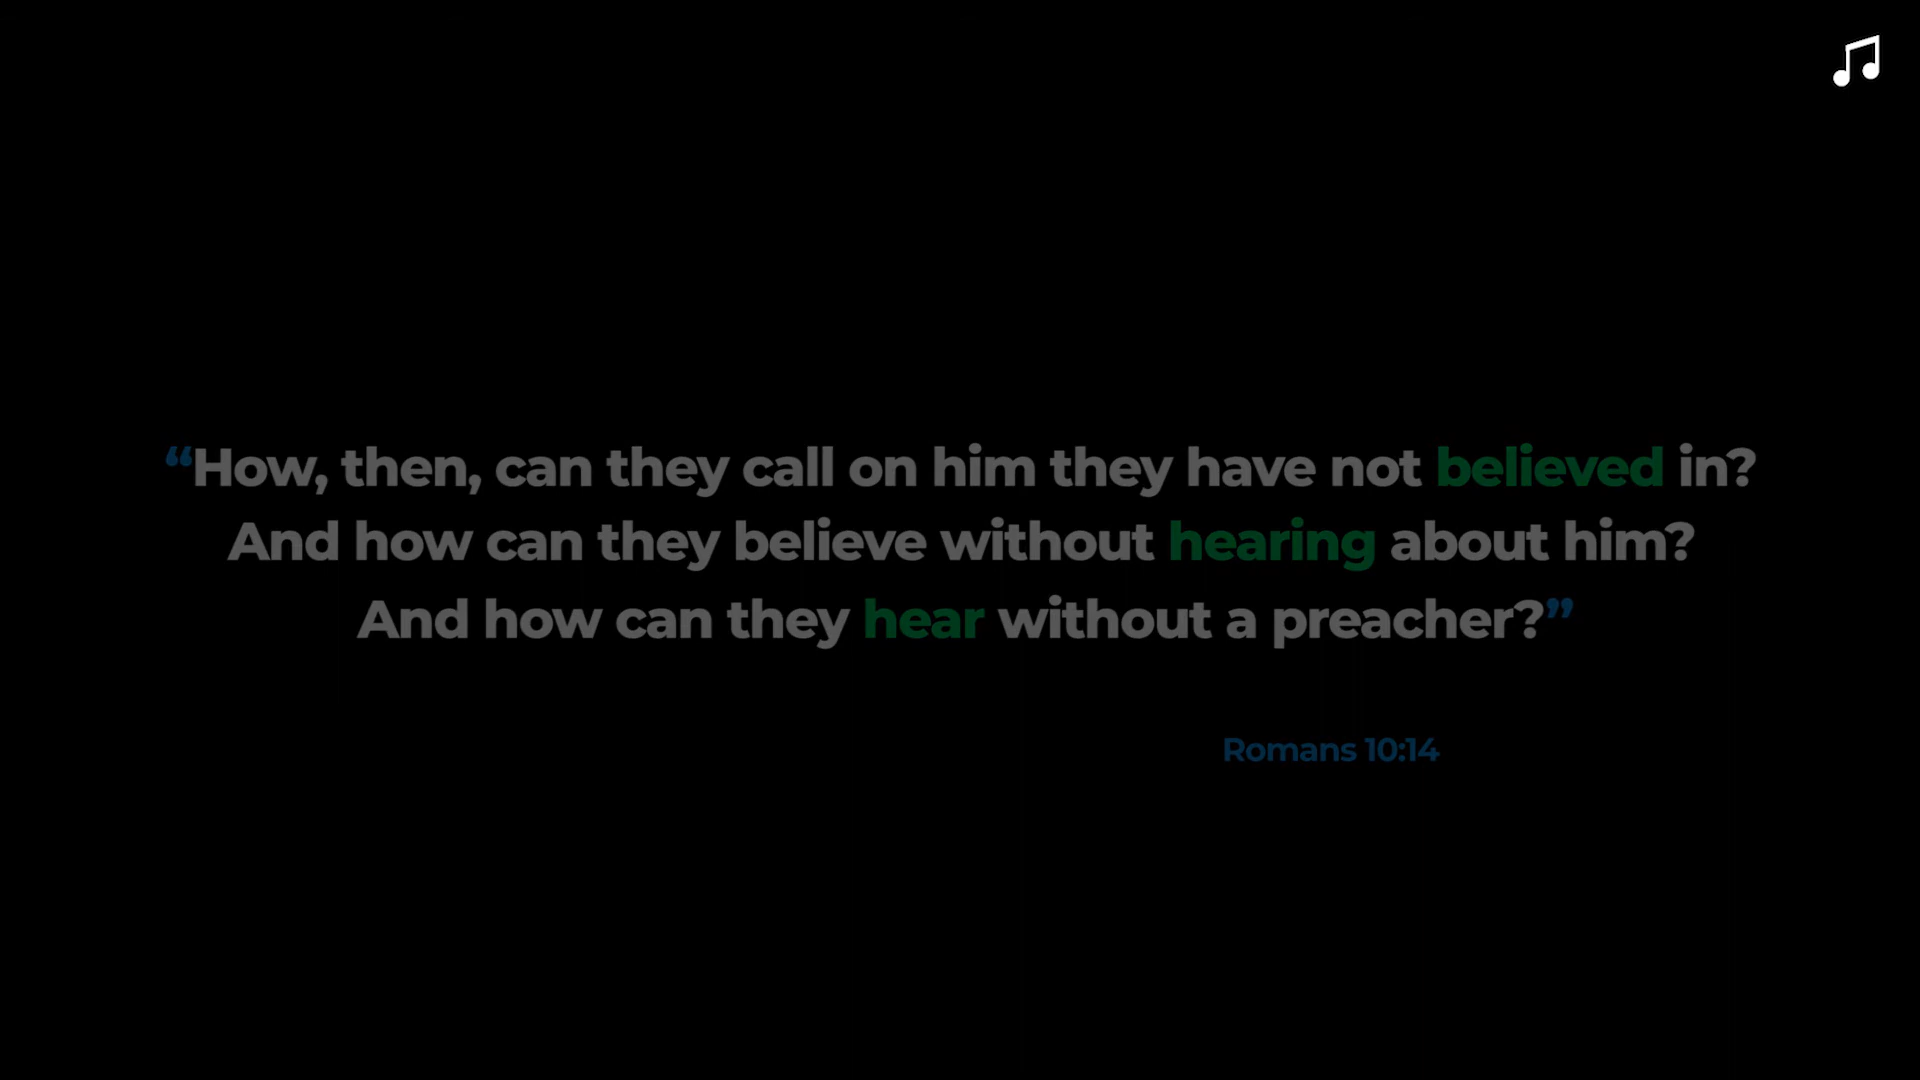 “How, then, can they call on him they have not believed in?
And how can they believe without hearing about him?
And how can they hear without a preacher?”
Romans 10:14